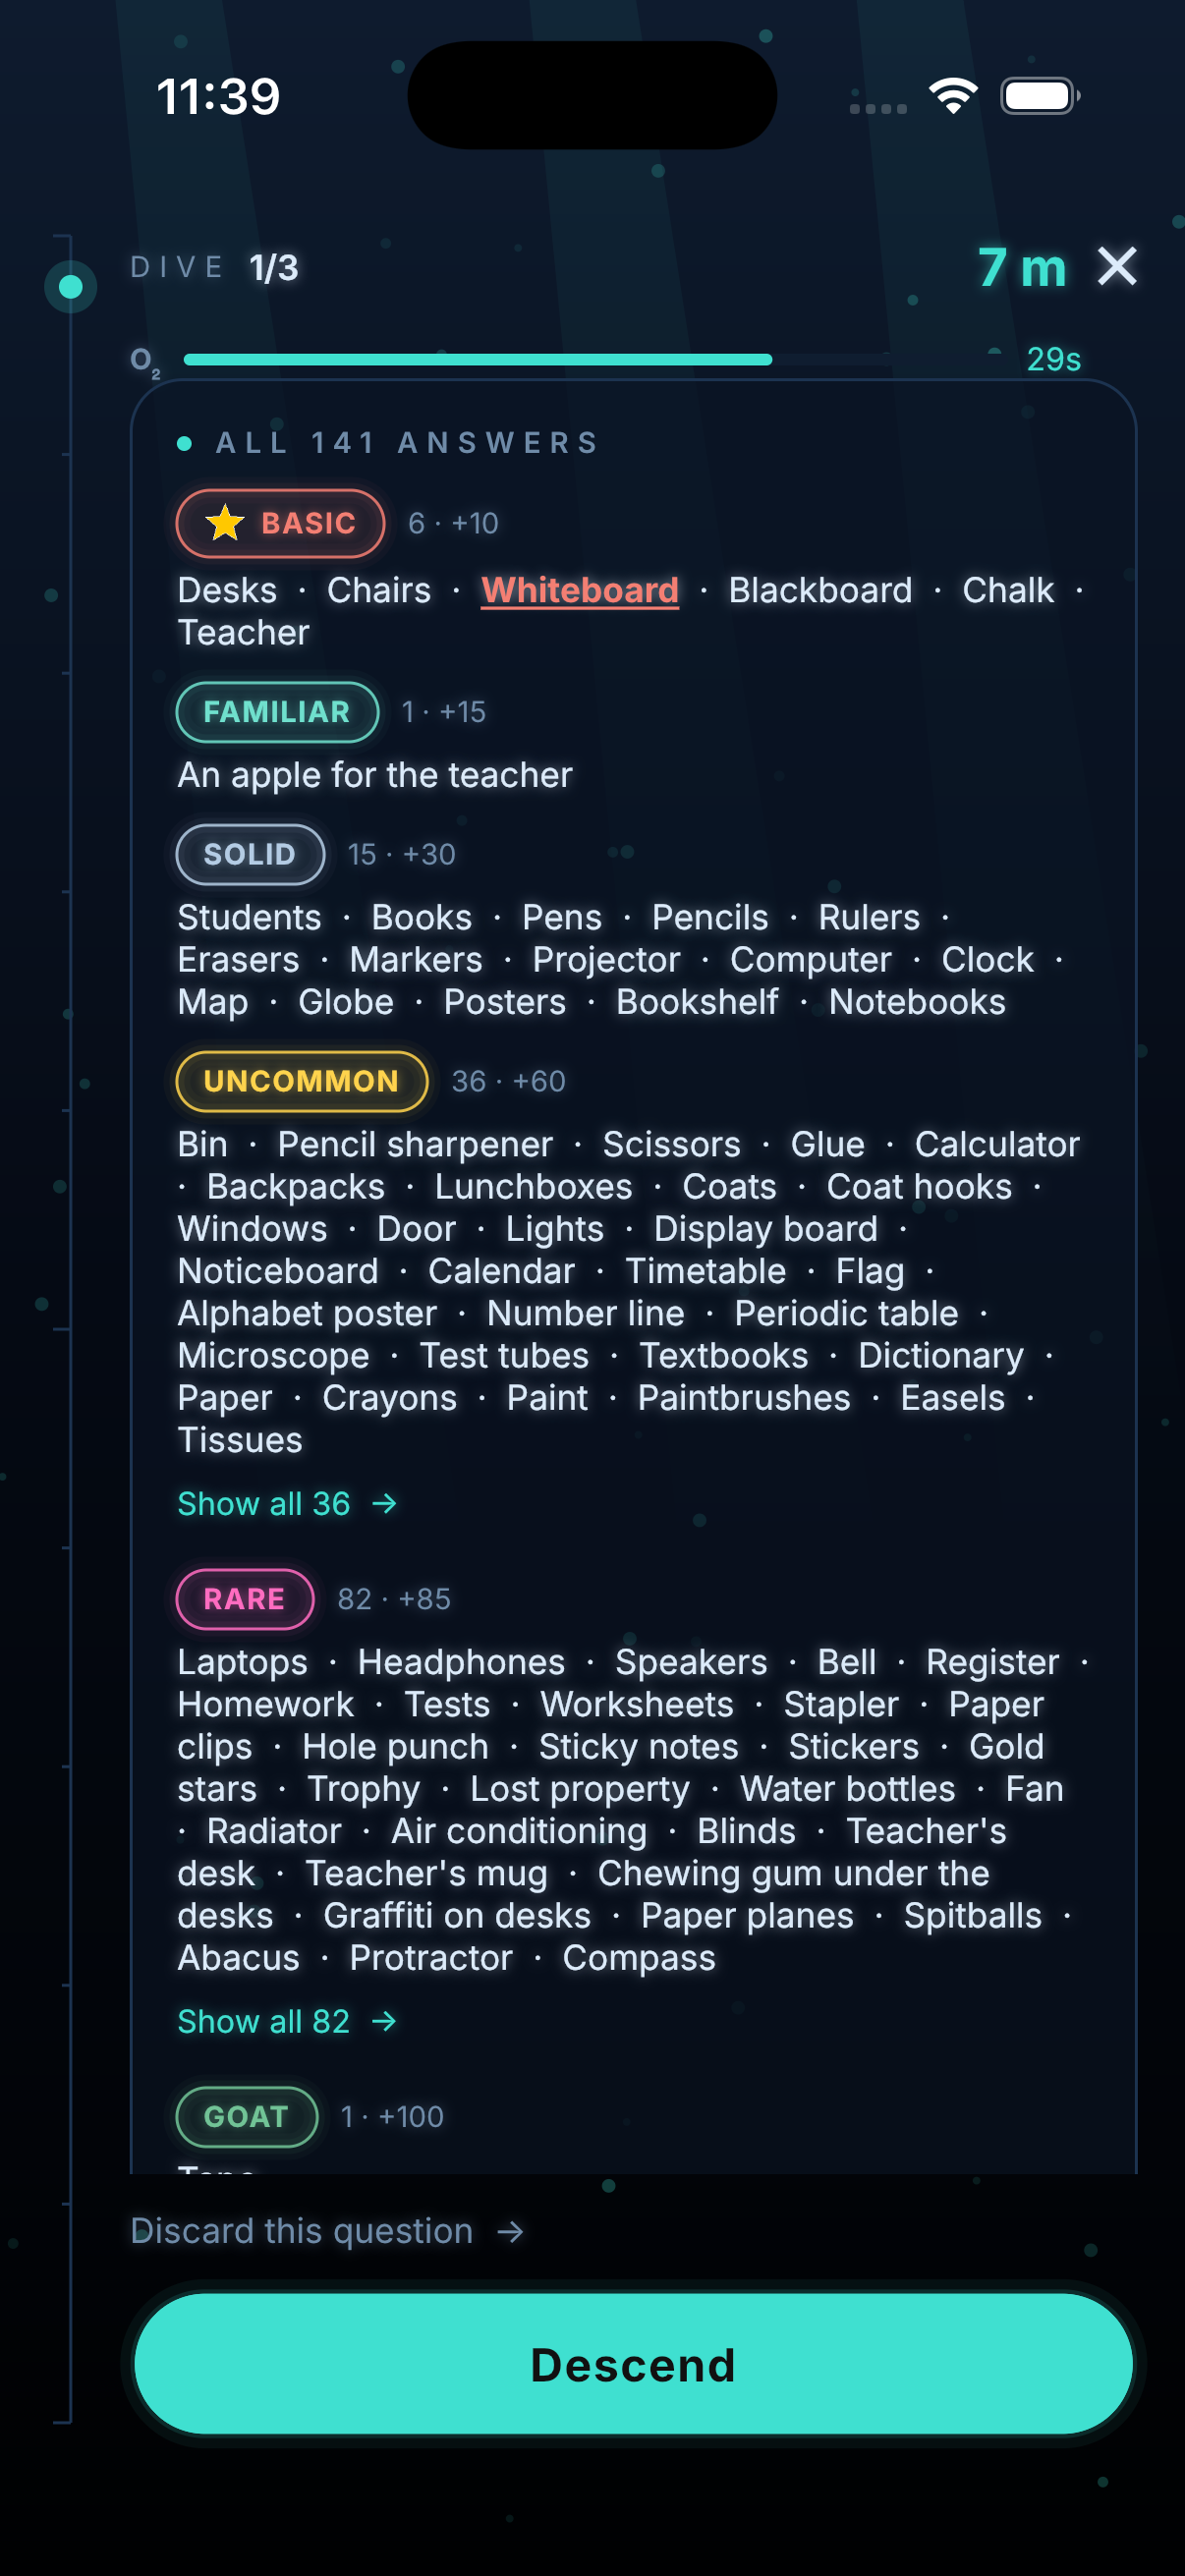 11:39
DIVE 1/3
7 m
O₂
29s
ALL 141 ANSWERS
⭐ BASIC 6 · +10
Desks · Chairs · Whiteboard · Blackboard · Chalk ·
Teacher
FAMILIAR 1 · +15
An apple for the teacher
SOLID 15 · +30
Students · Books · Pens · Pencils · Rulers ·
Erasers · Markers · Projector · Computer · Clock ·
Map · Globe · Posters · Bookshelf · Notebooks
UNCOMMON 36 · +60
Bin · Pencil sharpener · Scissors · Glue · Calculator
· Backpacks · Lunchboxes · Coats · Coat hooks ·
Windows · Door · Lights · Display board ·
Noticeboard · Calendar · Timetable · Flag ·
Alphabet poster · Number line · Periodic table ·
Microscope · Test tubes · Textbooks · Dictionary ·
Paper · Crayons · Paint · Paintbrushes · Easels ·
Tissues
Show all 36 →
RARE 82 · +85
Laptops · Headphones · Speakers · Bell · Register ·
Homework · Tests · Worksheets · Stapler · Paper
clips · Hole punch · Sticky notes · Stickers · Gold
stars · Trophy · Lost property · Water bottles · Fan
· Radiator · Air conditioning · Blinds · Teacher's
desk · Teacher's mug · Chewing gum under the
desks · Graffiti on desks · Paper planes · Spitballs ·
Abacus · Protractor · Compass
Show all 82 →
GOAT 1 · +100
Discard this question →
Descend